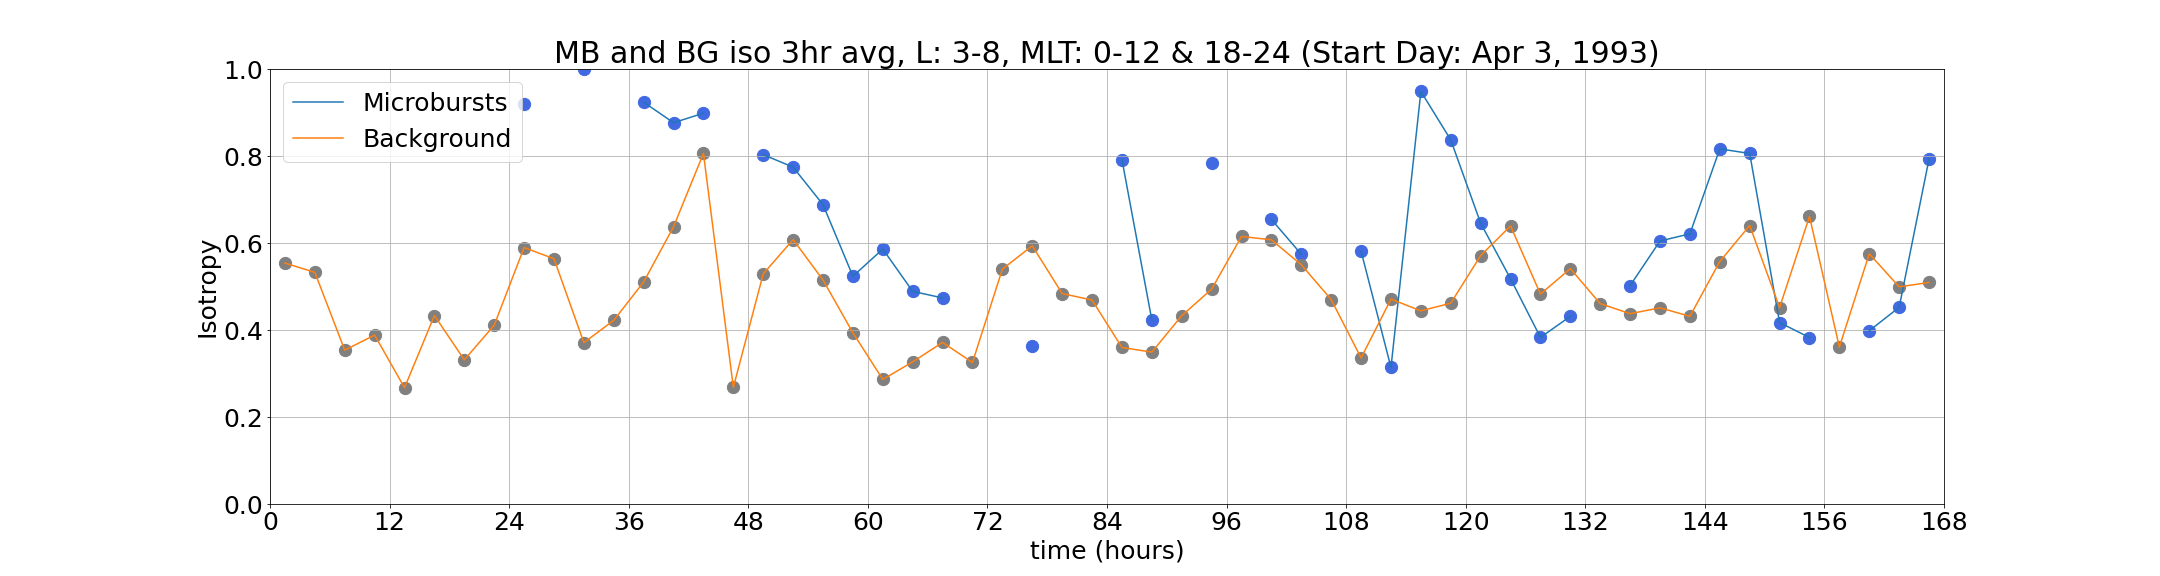 MB and BG iso 3hr avg, L: 3-8, MLT: 0-12 & 18-24 (Start Day: Apr 3, 1993)
1.0
0.8
0.6
0.4
0.2
0.0
Isotropy
Microbursts
Background
0 12 24 36 48 60 72 84 96 108 120 132 144 156 168
time (hours)